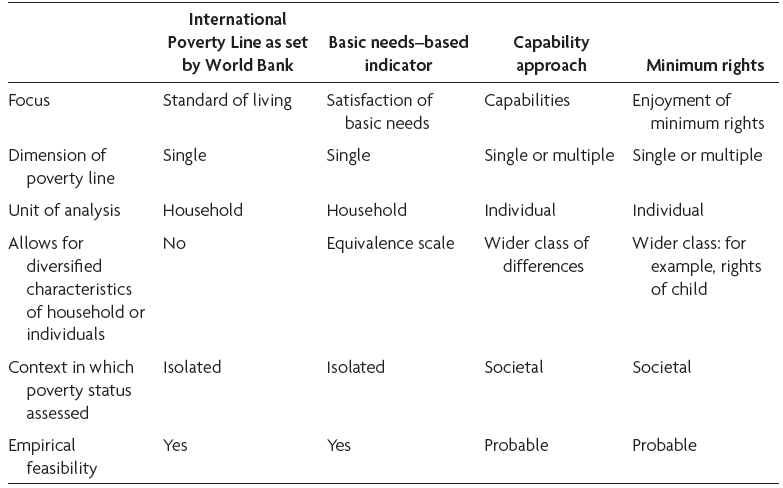 International
Poverty Line as set Basic needs–based Capability
by World Bank indicator approach Minimum rights
Focus Standard of living Satisfaction of Capabilities Enjoyment of
basic needs minimum rights
Dimension of Single Single Single or multiple Single or multiple
poverty line
Unit of analysis Household Household Individual Individual
Allows for No Equivalence scale Wider class of Wider class: for
diversified differences example, rights
characteristics of child
of household or
individuals
Context in which Isolated Isolated Societal Societal
poverty status
assessed
Empirical Yes Yes Probable Probable
feasibility